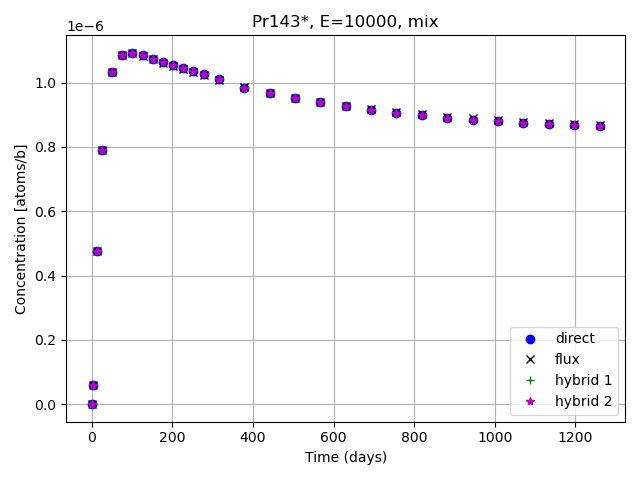 Pr143*, E=10000, mix
1e−6
1.0
0.8
0.6
0.4
0.2
0.0
Concentration [atoms/b]
0 200 400 600 800 1000 1200
Time (days)
direct
flux
hybrid 1
hybrid 2